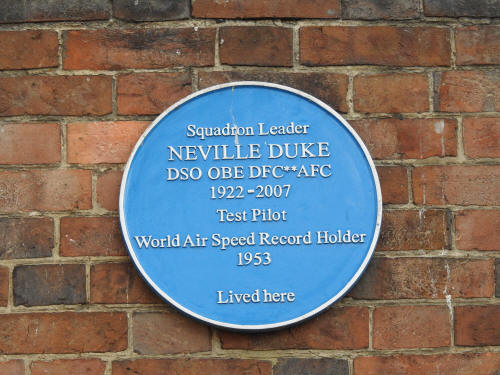 Squadron Leader
NEVILLE DUKE
DSO OBE DFC**AFC
1922-2007
Test Pilot
World Air Speed Record Holder
1953
Lived here